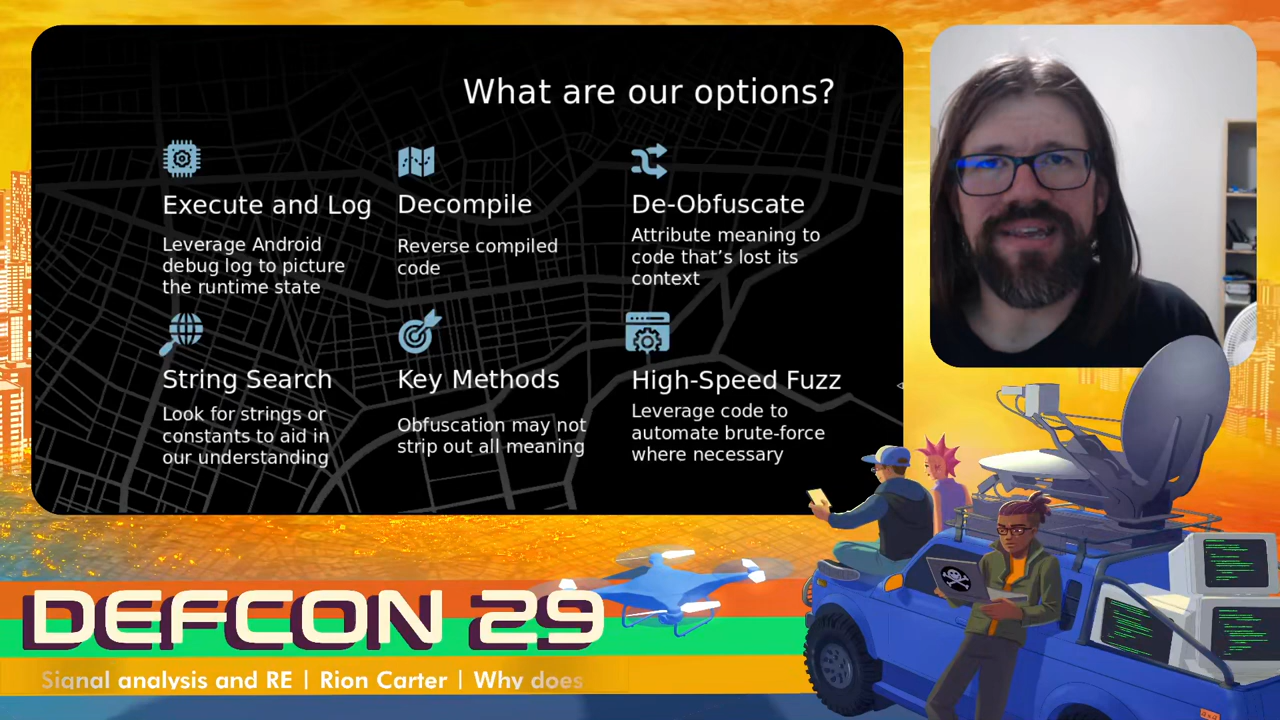 What are our options?
Execute and Log
Leverage Android
debug log to picture
the runtime state
Decompile
Reverse compiled
code
De-Obfuscate
Attribute meaning to
code that's lost its
context
String Search
Look for strings or
constants to aid in
our understanding
Key Methods
Obfuscation may not
strip out all meaning
High-Speed Fuzz
Leverage code to
automate brute-force
where necessary
DEFCON 29
Signal analysis and RE | Rion Carter | Why does